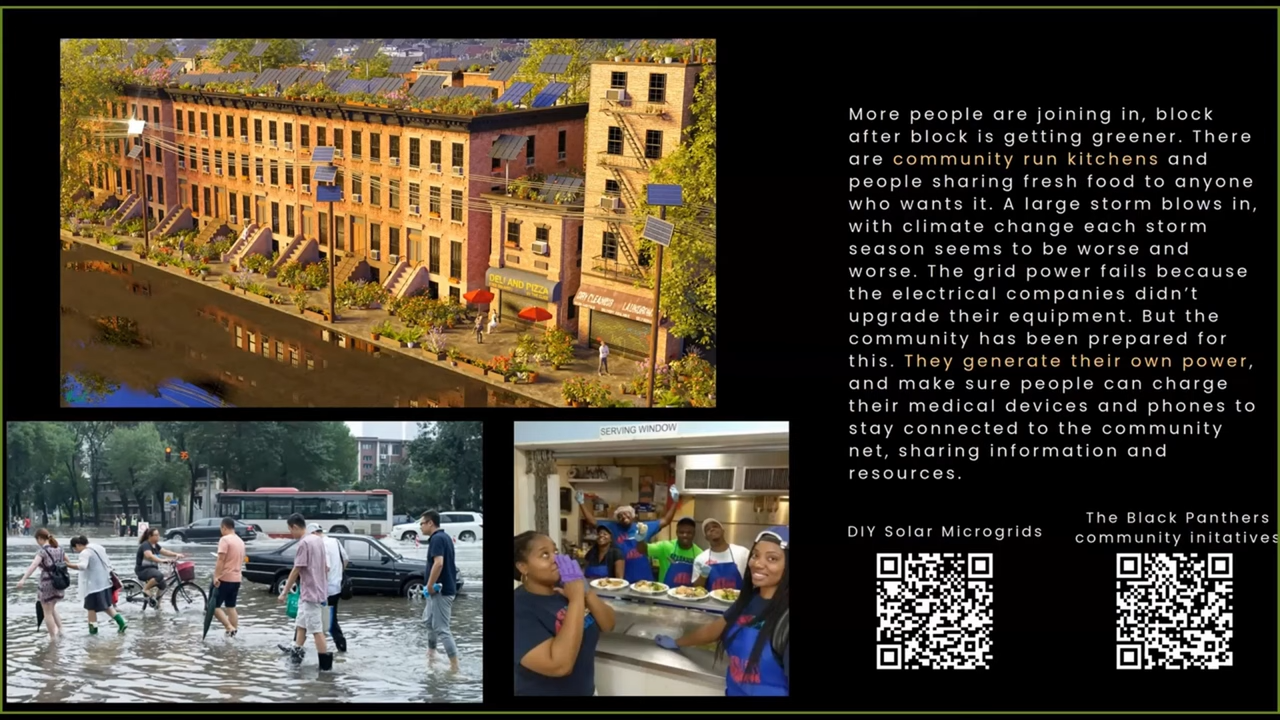 DELI AND PIZZA
DRY CLEANERS - LAUNDROMAT
SERVING WINDOW
More people are joining in, block
after block is getting greener. There
are community run kitchens and
people sharing fresh food to anyone
who wants it. A large storm blows in,
with climate change each storm
season seems to be worse and
worse. The grid power fails because
the electrical companies didn't
upgrade their equipment. But the
community has been prepared for
this. They generate their own power,
and make sure people can charge
their medical devices and phones to
stay connected to the community
net, sharing information and
resources.
DIY Solar Microgrids
The Black Panthers
community initatives